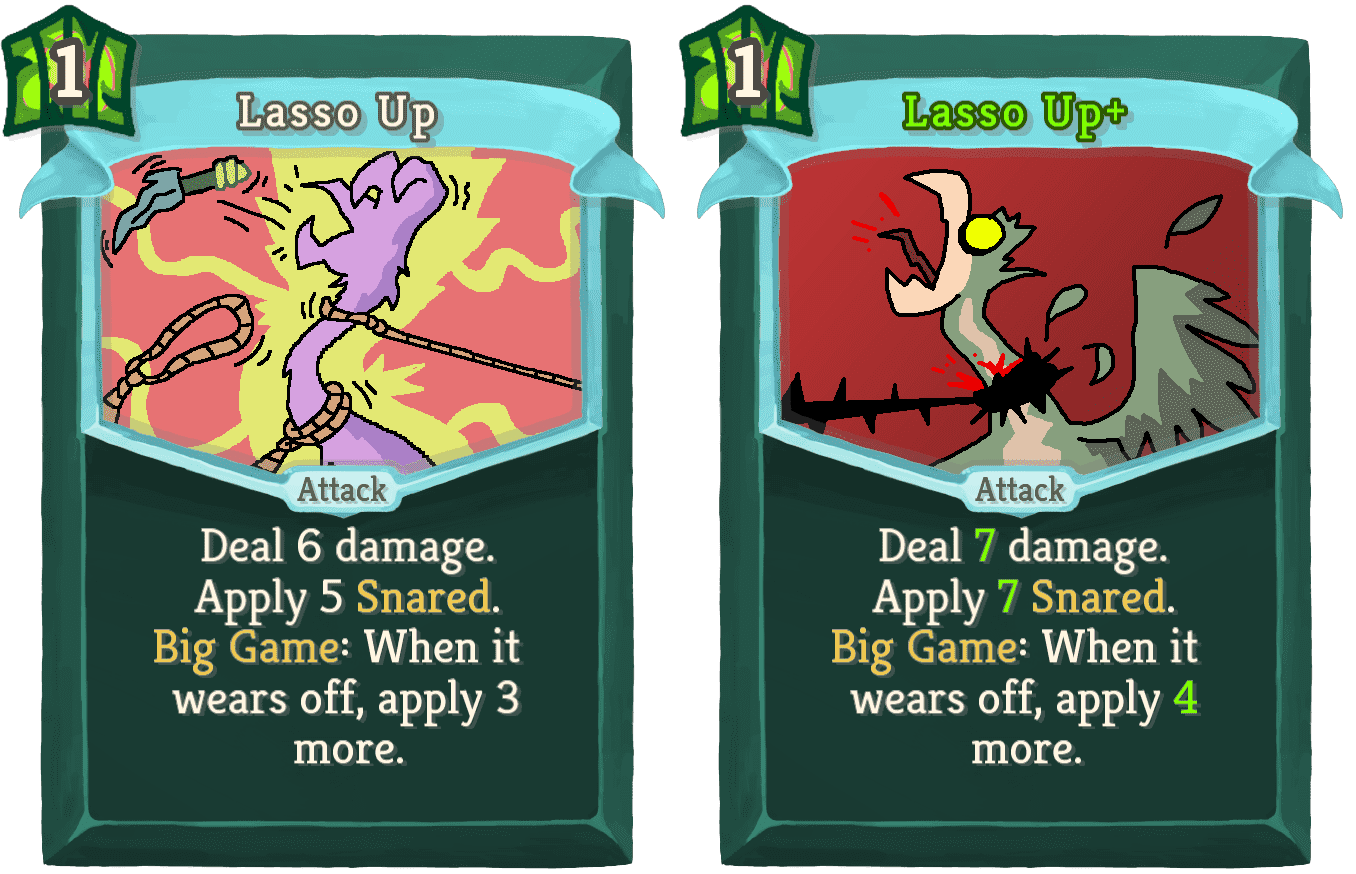 1
Lasso Up
Attack
Deal 6 damage.
Apply 5 Snared.
Big Game: When it
wears off, apply 3
more.
1
Lasso Up+
Attack
Deal 7 damage.
Apply 7 Snared.
Big Game: When it
wears off, apply 4
more.